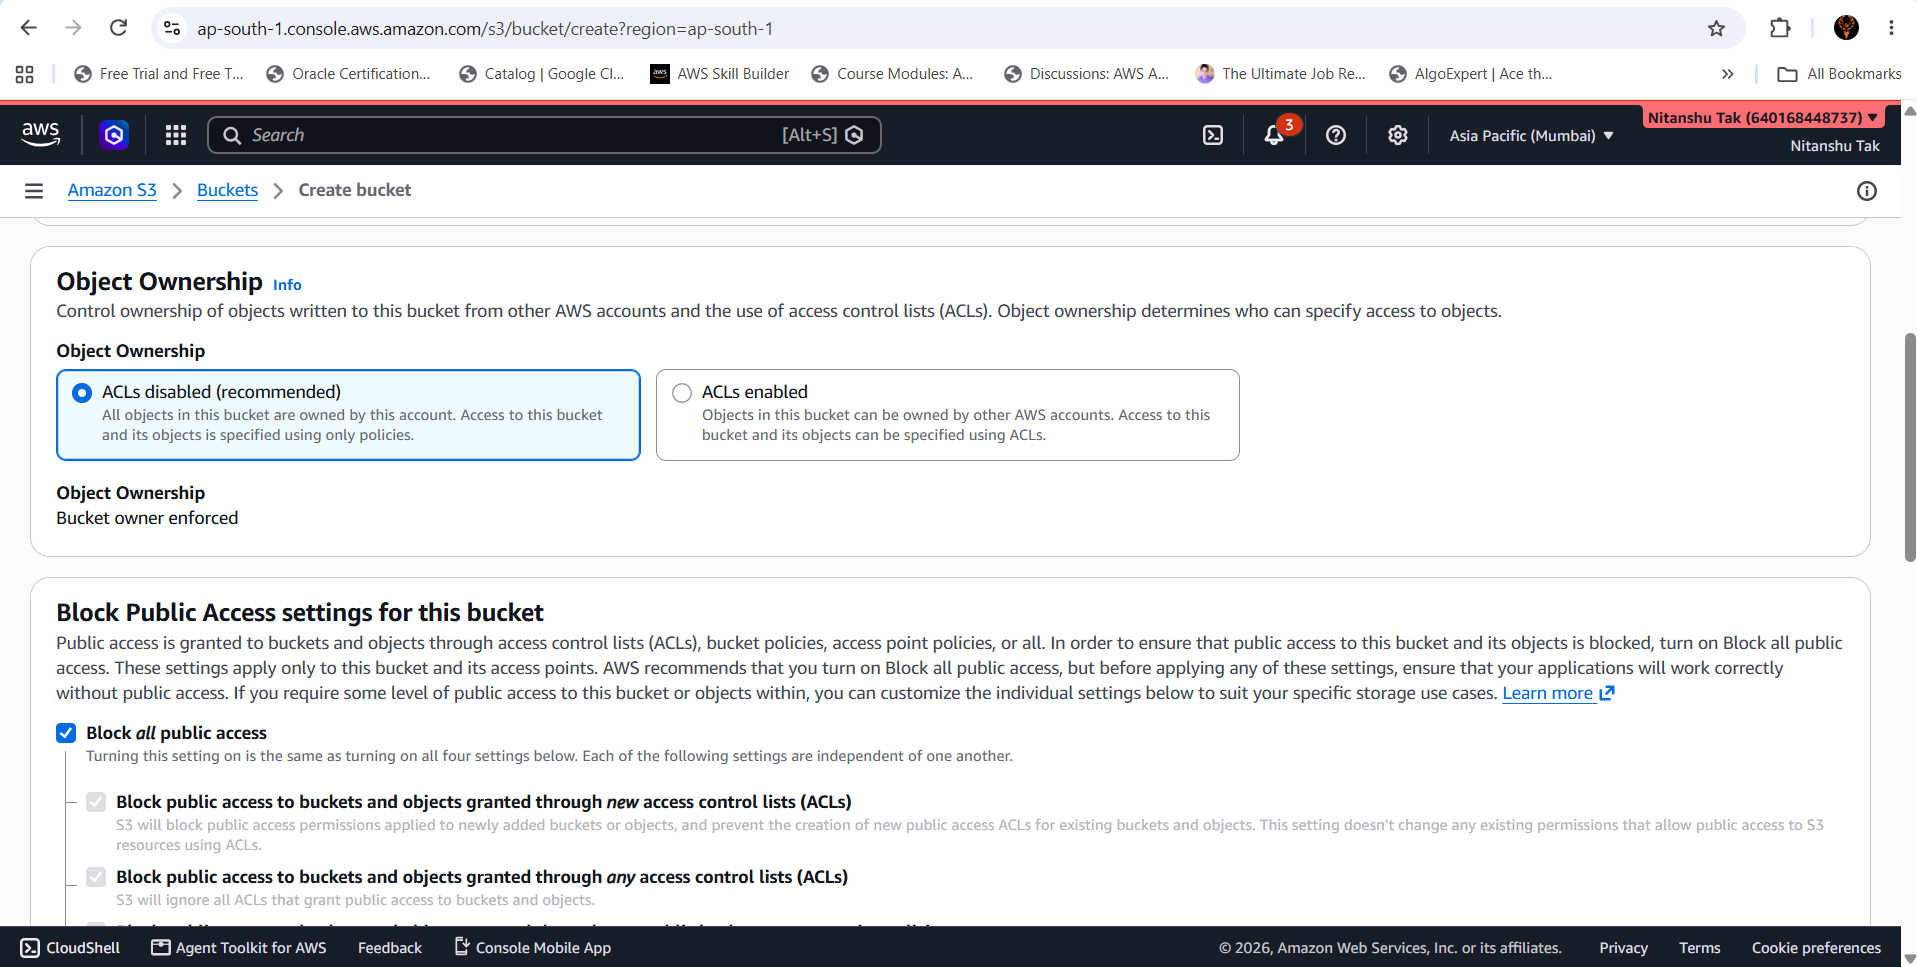 ap-south-1.console.aws.amazon.com/s3/bucket/create?region=ap-south-1
Free Trial and Free T... Oracle Certification... Catalog | Google Cl... aws AWS Skill Builder Course Modules: A... Discussions: AWS A... The Ultimate Job Re... AlgoExpert | Ace th... » All Bookmarks
aws Search [Alt+S] 3 Asia Pacific (Mumbai) Nitanshu Tak (640168448737)
Nitanshu Tak
Amazon S3 > Buckets > Create bucket
Object Ownership Info
Control ownership of objects written to this bucket from other AWS accounts and the use of access control lists (ACLs). Object ownership determines who can specify access to objects.
Object Ownership
ACLs disabled (recommended)
All objects in this bucket are owned by this account. Access to this bucket
and its objects is specified using only policies.
ACLs enabled
Objects in this bucket can be owned by other AWS accounts. Access to this
bucket and its objects can be specified using ACLs.
Object Ownership
Bucket owner enforced
Block Public Access settings for this bucket
Public access is granted to buckets and objects through access control lists (ACLs), bucket policies, access point policies, or all. In order to ensure that public access to this bucket and its objects is blocked, turn on Block all public
access. These settings apply only to this bucket and its access points. AWS recommends that you turn on Block all public access, but before applying any of these settings, ensure that your applications will work correctly
without public access. If you require some level of public access to this bucket or objects within, you can customize the individual settings below to suit your specific storage use cases. Learn more
Block all public access
Turning this setting on is the same as turning on all four settings below. Each of the following settings are independent of one another.
Block public access to buckets and objects granted through new access control lists (ACLs)
S3 will block public access permissions applied to newly added buckets or objects, and prevent the creation of new public access ACLs for existing buckets and objects. This setting doesn't change any existing permissions that allow public access to S3
resources using ACLs.
Block public access to buckets and objects granted through any access control lists (ACLs)
S3 will ignore all ACLs that grant public access to buckets and objects.
CloudShell Agent Toolkit for AWS Feedback Console Mobile App © 2026, Amazon Web Services, Inc. or its affiliates. Privacy Terms Cookie preferences